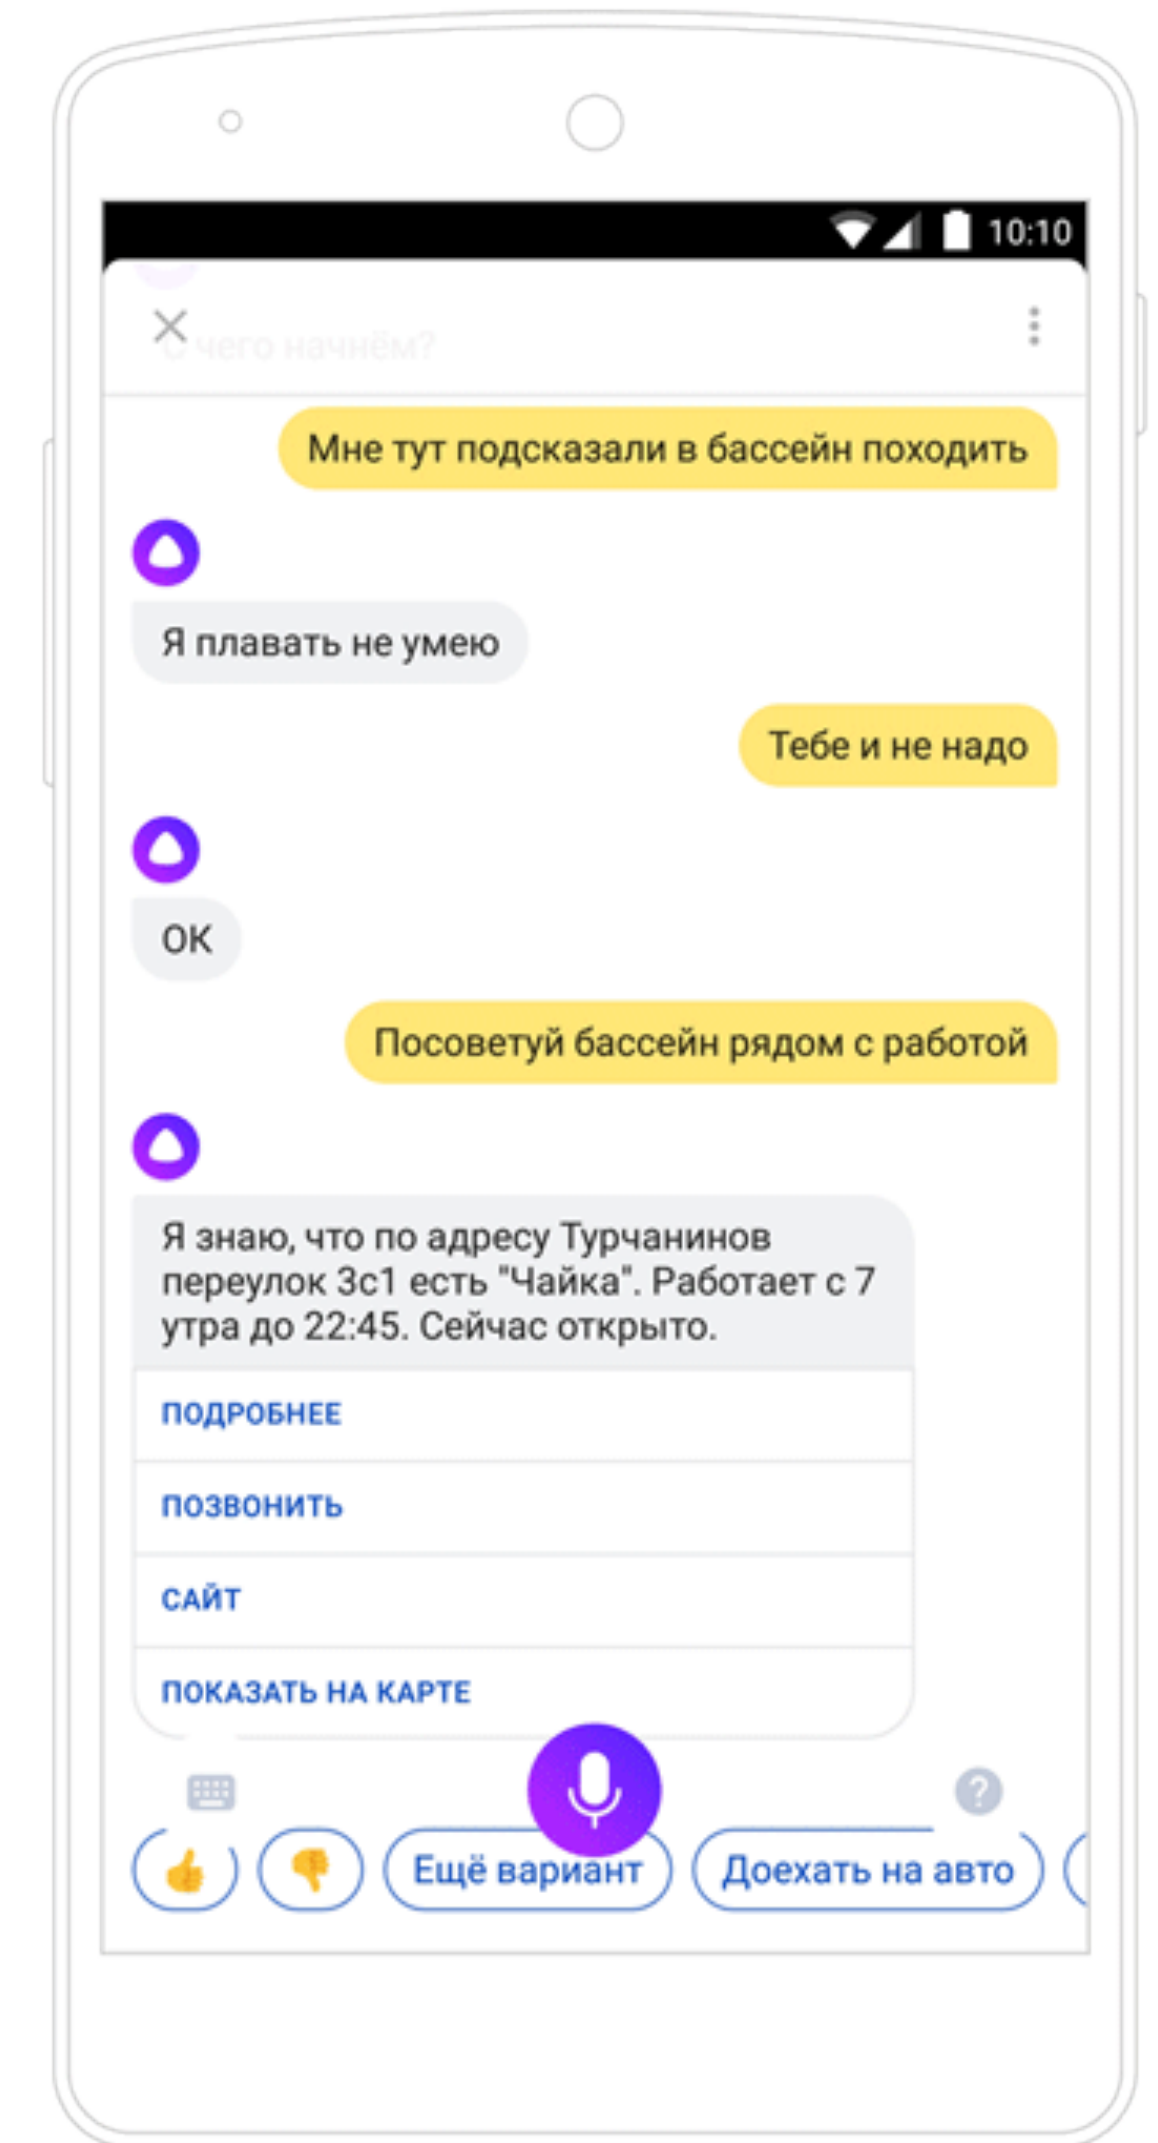 10:10
С чего начнём?
Мне тут подсказали в бассейн походить
Я плавать не умею
Тебе и не надо
ОК
Посоветуй бассейн рядом с работой
Я знаю, что по адресу Турчанинов
переулок 3с1 есть "Чайка". Работает с 7
утра до 22:45. Сейчас открыто.
ПОДРОБНЕЕ
ПОЗВОНИТЬ
САЙТ
ПОКАЗАТЬ НА КАРТЕ
Ещё вариант
Доехать на авто